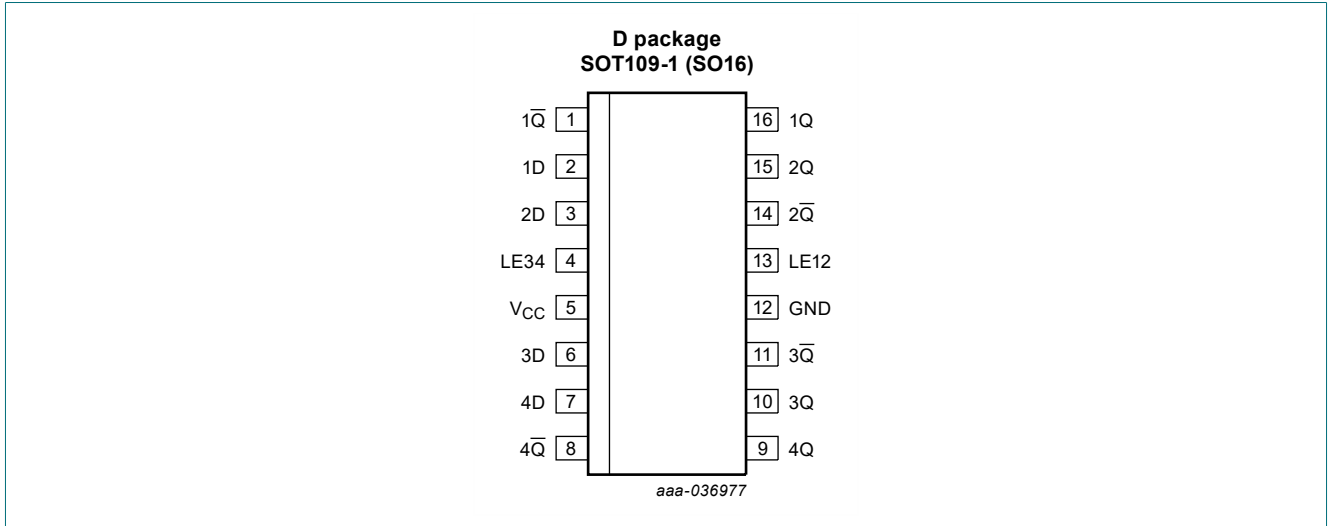 D package
SOT109-1 (SO16)
1Q̅ 1 16 1Q
1D 2 15 2Q
2D 3 14 2Q̅
LE34 4 13 LE12
VCC 5 12 GND
3D 6 11 3Q̅
4D 7 10 3Q
4Q̅ 8 9 4Q
aaa-036977